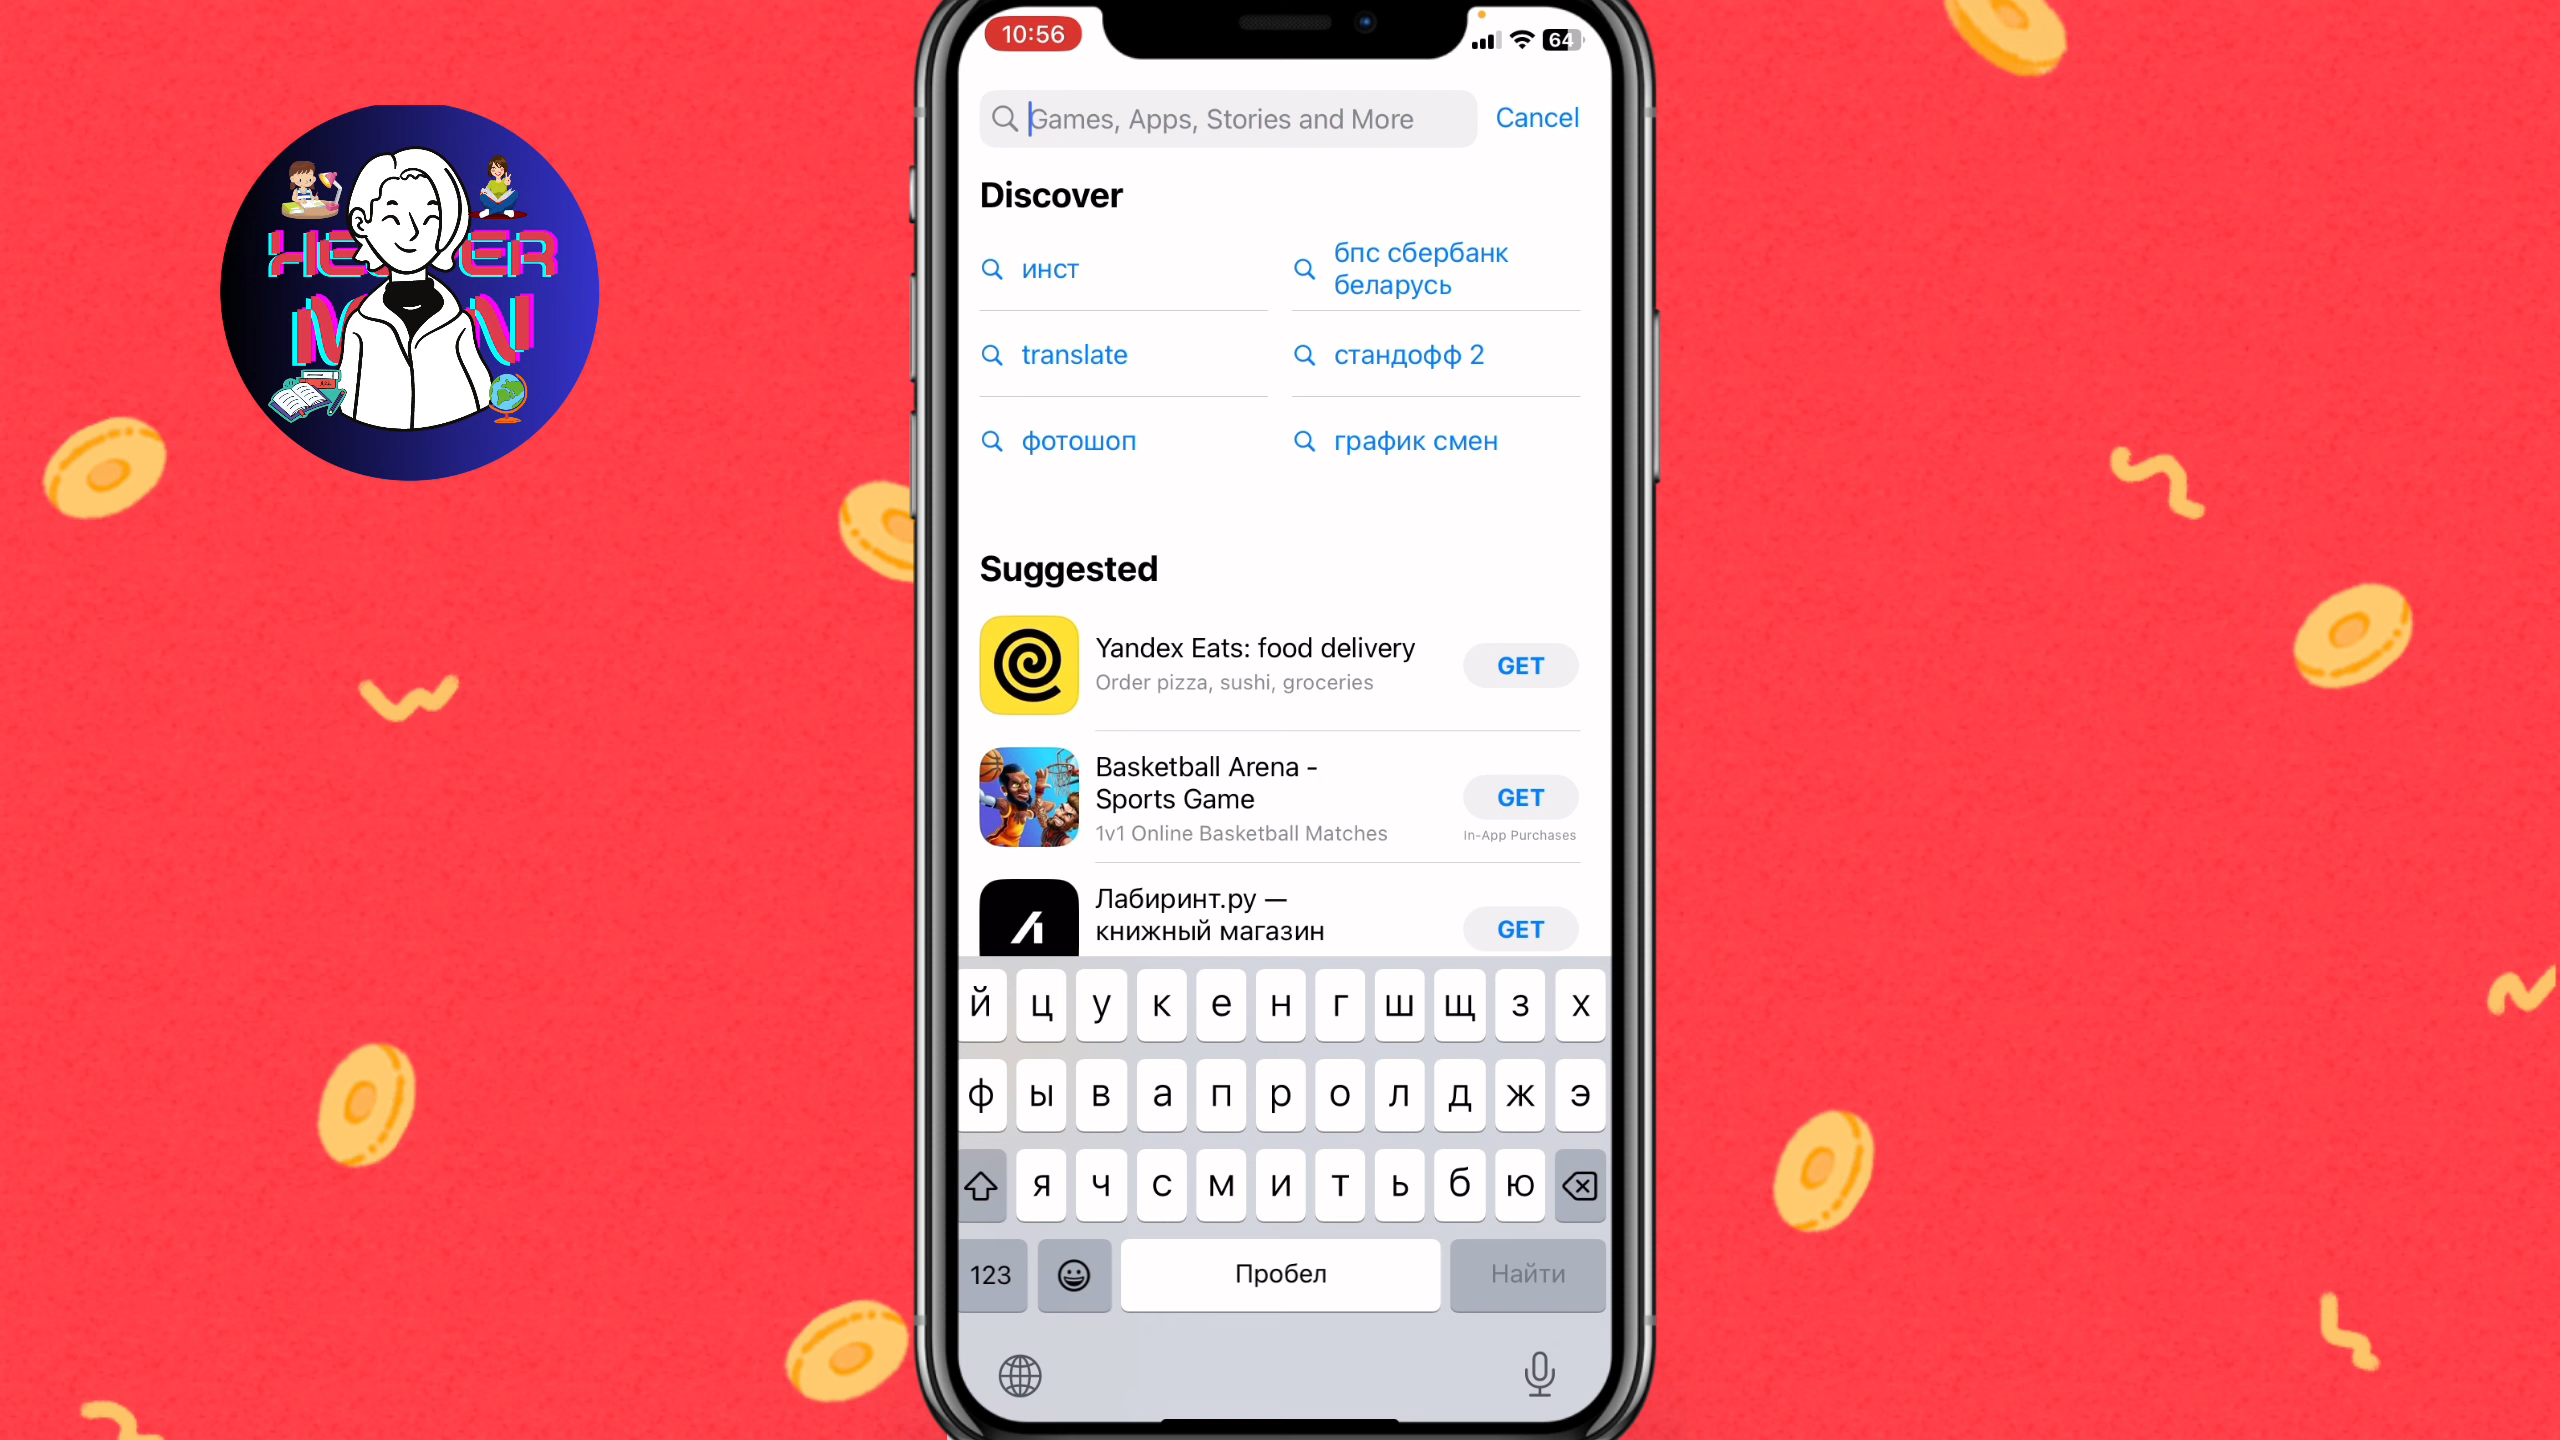 10:56
64
Games, Apps, Stories and More
Cancel
Discover
инст
бпс сбербанк
беларусь
translate
стандофф 2
фотошоп
график смен
Suggested
Yandex Eats: food delivery
Order pizza, sushi, groceries
GET
Basketball Arena -
Sports Game
1v1 Online Basketball Matches
GET
In-App Purchases
Лабиринт.ру —
книжный магазин
GET
й ц у к е н г ш щ з х
ф ы в а п р о л д ж э
я ч с м и т ь б ю
123
Пробел
Найти